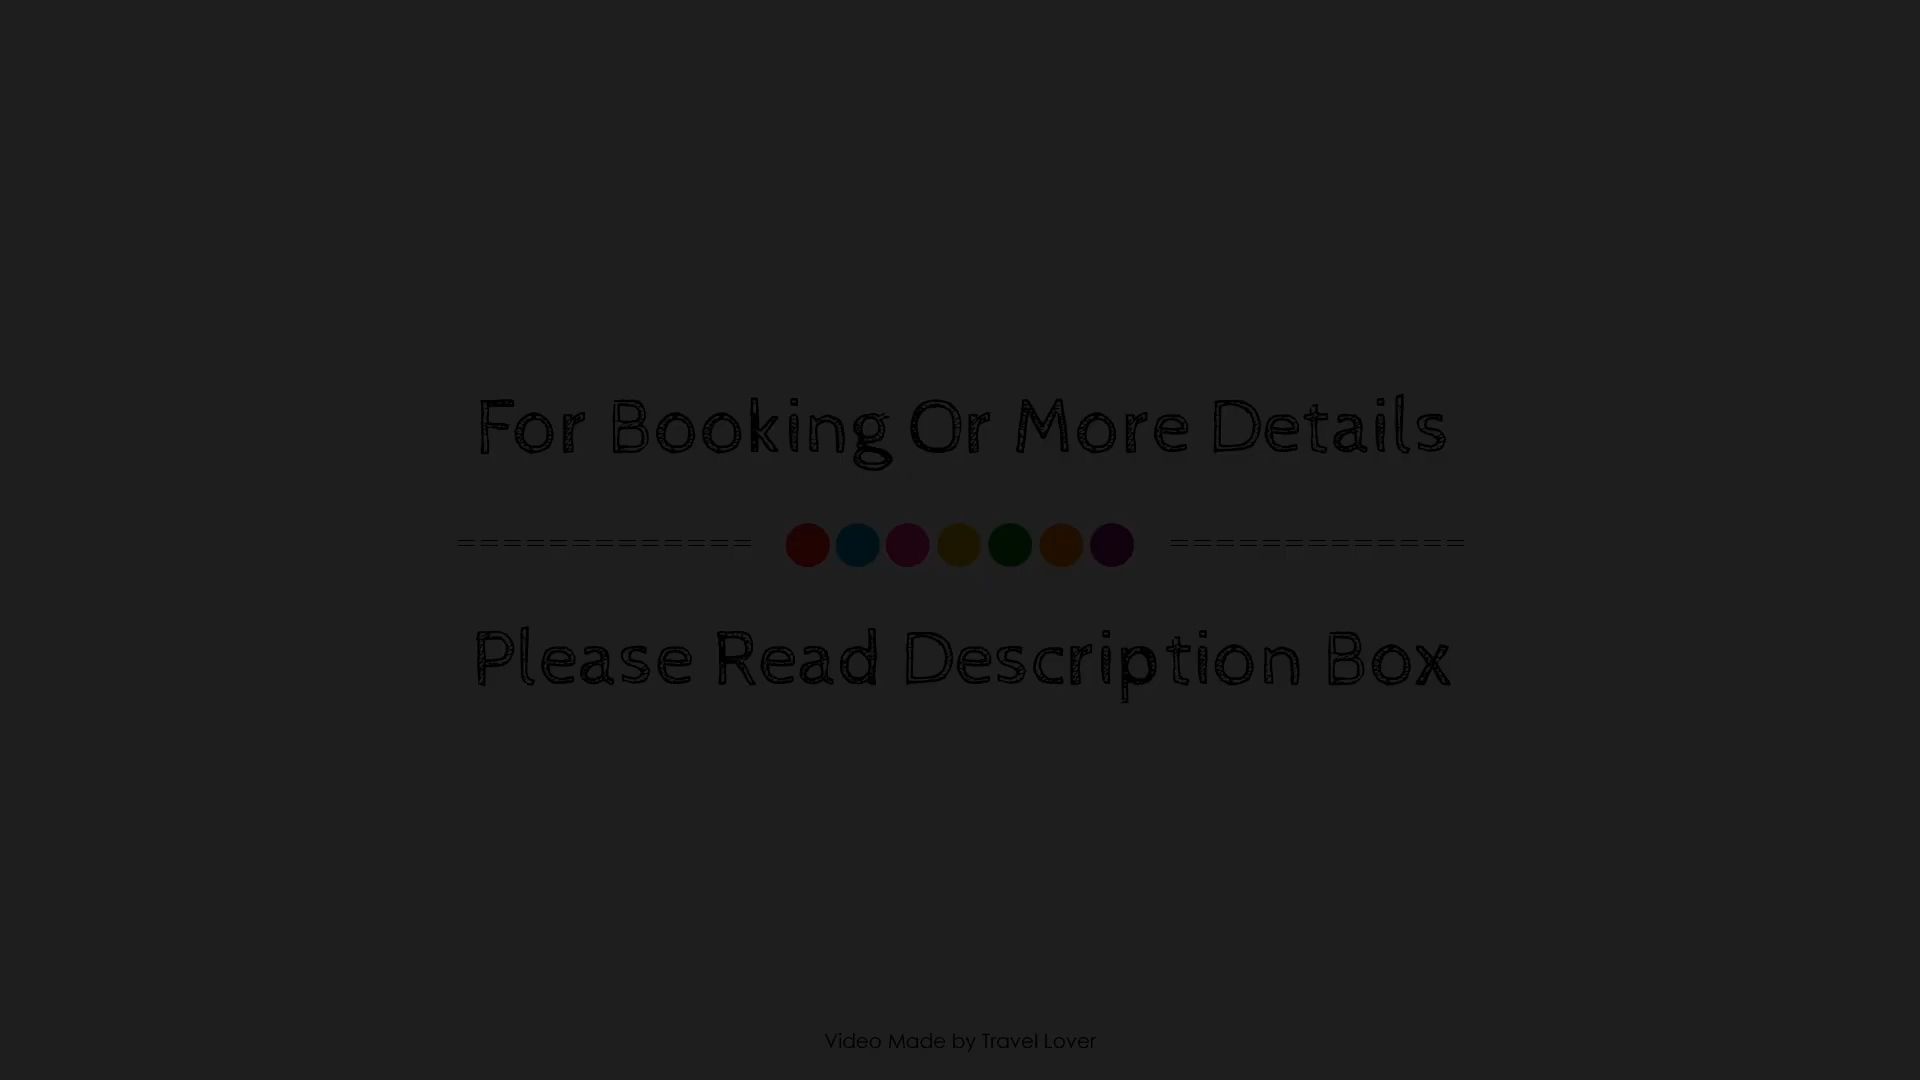 For Booking Or More Details
============= =============
Please Read Description Box
Video Made by Travel Lover